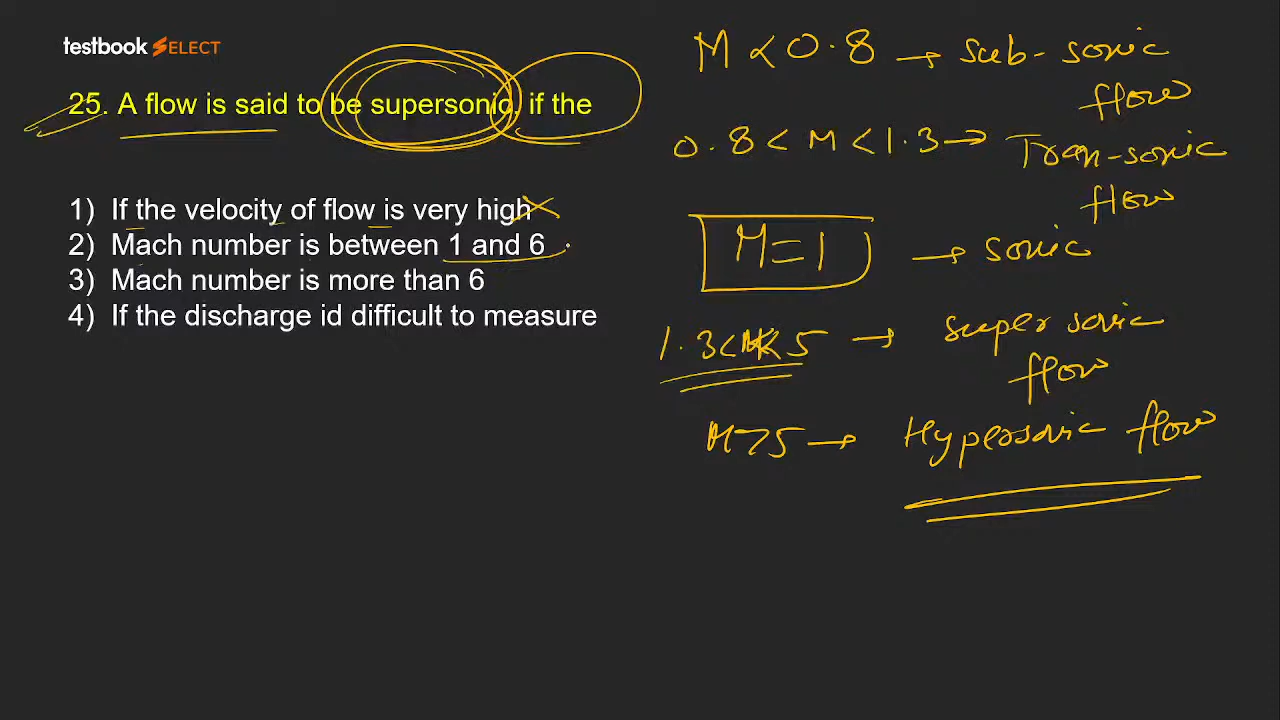 testbook SELECT
25. A flow is said to be supersonic, if the
1) If the velocity of flow is very high
2) Mach number is between 1 and 6
3) Mach number is more than 6
4) If the discharge id difficult to measure
M < 0.8 → Sub-sonic
flow
0.8 < M < 1.3 → Tran-sonic
flow
M = 1 → sonic
1.3 < M < 5 → Super sonic
flow
M > 5 → Hypersonic flow